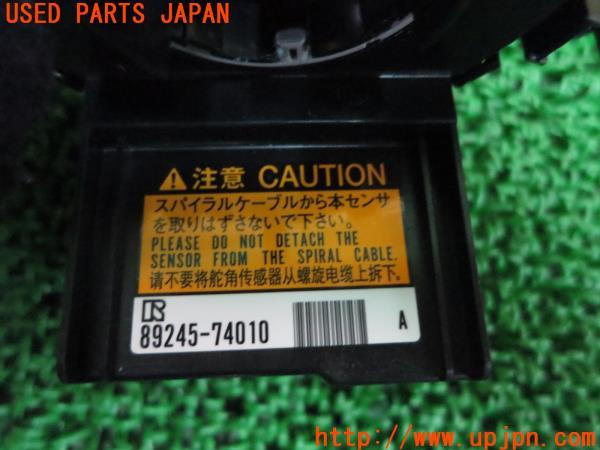 USED PARTS JAPAN
注意 CAUTION
スパイラルケーブルから本センサ
を取りはずさないで下さい。
PLEASE DO NOT DETACH THE
SENSOR FROM THE SPIRAL CABLE.
请不要将舵角传感器从螺旋电缆上拆下。
R
89245-74010 A
http://www.upjpn.com